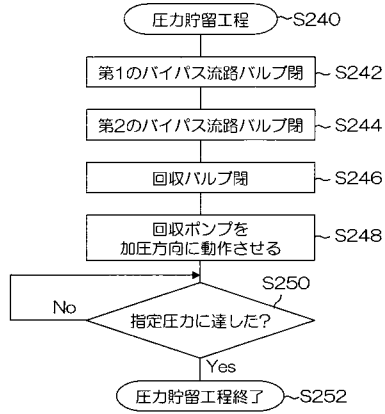 圧力貯留工程
S240
第1のバイパス流路バルブ閉
S242
第2のバイパス流路バルブ閉
S244
回収バルブ閉
S246
回収ポンプを
加圧方向に動作させる
S248
S250
指定圧力に達した?
No
Yes
圧力貯留工程終了
S252